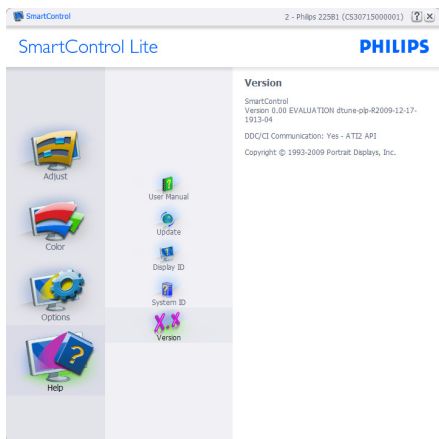 SmartControl
2 - Philips 225B1 (CS30715000001)
?
X
SmartControl Lite
PHILIPS
Adjust
Color
Options
Help
User Manual
Update
Display ID
System ID
X.X
Version
Version
SmartControl
Version 0.00 EVALUATION dtune-plp-R2009-12-17-
1913-04
DDC/CI Communication: Yes - ATI2 API
Copyright © 1993-2009 Portrait Displays, Inc.